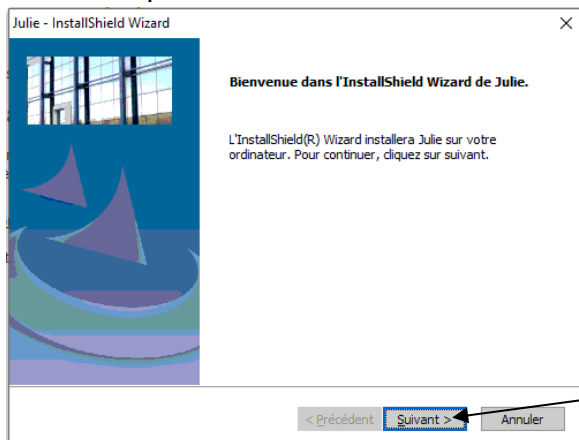 Julie - InstallShield Wizard
Bienvenue dans l'InstallShield Wizard de Julie.
L'InstallShield(R) Wizard installera Julie sur votre
ordinateur. Pour continuer, cliquez sur suivant.
< Précédent
Suivant >
Annuler